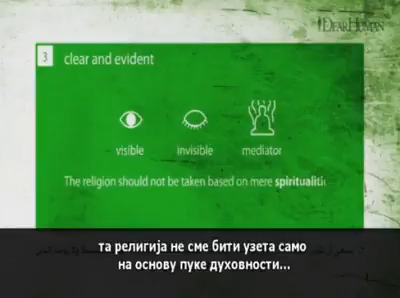 DEARHUMAN
3 clear and evident
visible invisible mediator
The religion should not be taken based on mere spiritualitie
та религија не сме бити узета само
на основу пуке духовности...